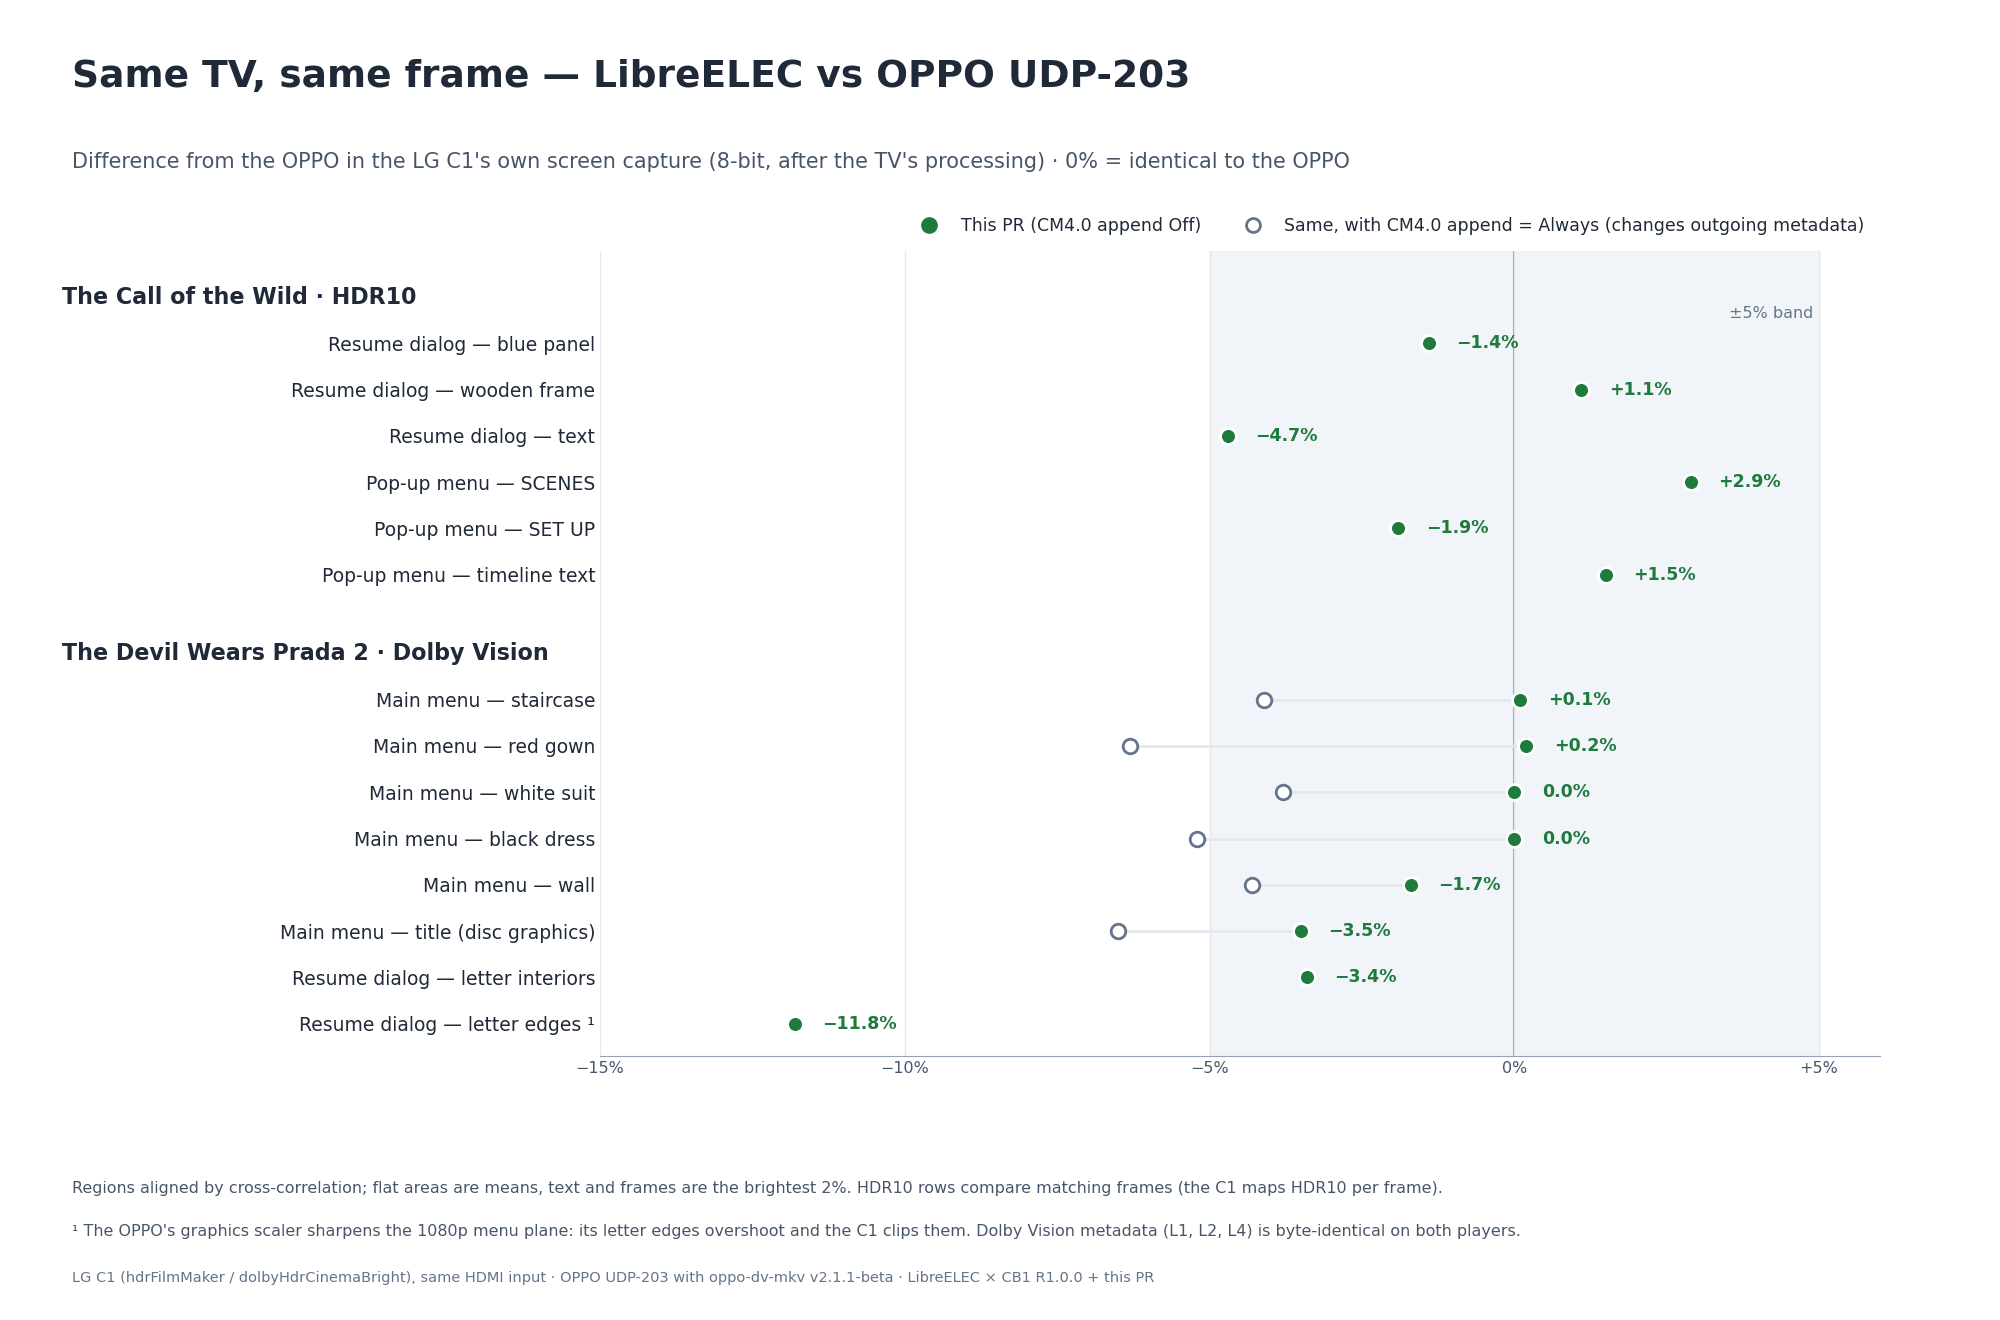 Same TV, same frame — LibreELEC vs OPPO UDP-203
Difference from the OPPO in the LG C1's own screen capture (8-bit, after the TV's processing) · 0% = identical to the OPPO
This PR (CM4.0 append Off)
Same, with CM4.0 append = Always (changes outgoing metadata)
The Call of the Wild · HDR10
±5% band
Resume dialog — blue panel −1.4%
Resume dialog — wooden frame +1.1%
Resume dialog — text −4.7%
Pop-up menu — SCENES +2.9%
Pop-up menu — SET UP −1.9%
Pop-up menu — timeline text +1.5%
The Devil Wears Prada 2 · Dolby Vision
Main menu — staircase +0.1%
Main menu — red gown +0.2%
Main menu — white suit 0.0%
Main menu — black dress 0.0%
Main menu — wall −1.7%
Main menu — title (disc graphics) −3.5%
Resume dialog — letter interiors −3.4%
Resume dialog — letter edges ¹ −11.8%
−15% −10% −5% 0% +5%
Regions aligned by cross-correlation; flat areas are means, text and frames are the brightest 2%. HDR10 rows compare matching frames (the C1 maps HDR10 per frame).
¹ The OPPO's graphics scaler sharpens the 1080p menu plane: its letter edges overshoot and the C1 clips them. Dolby Vision metadata (L1, L2, L4) is byte-identical on both players.
LG C1 (hdrFilmMaker / dolbyHdrCinemaBright), same HDMI input · OPPO UDP-203 with oppo-dv-mkv v2.1.1-beta · LibreELEC × CB1 R1.0.0 + this PR